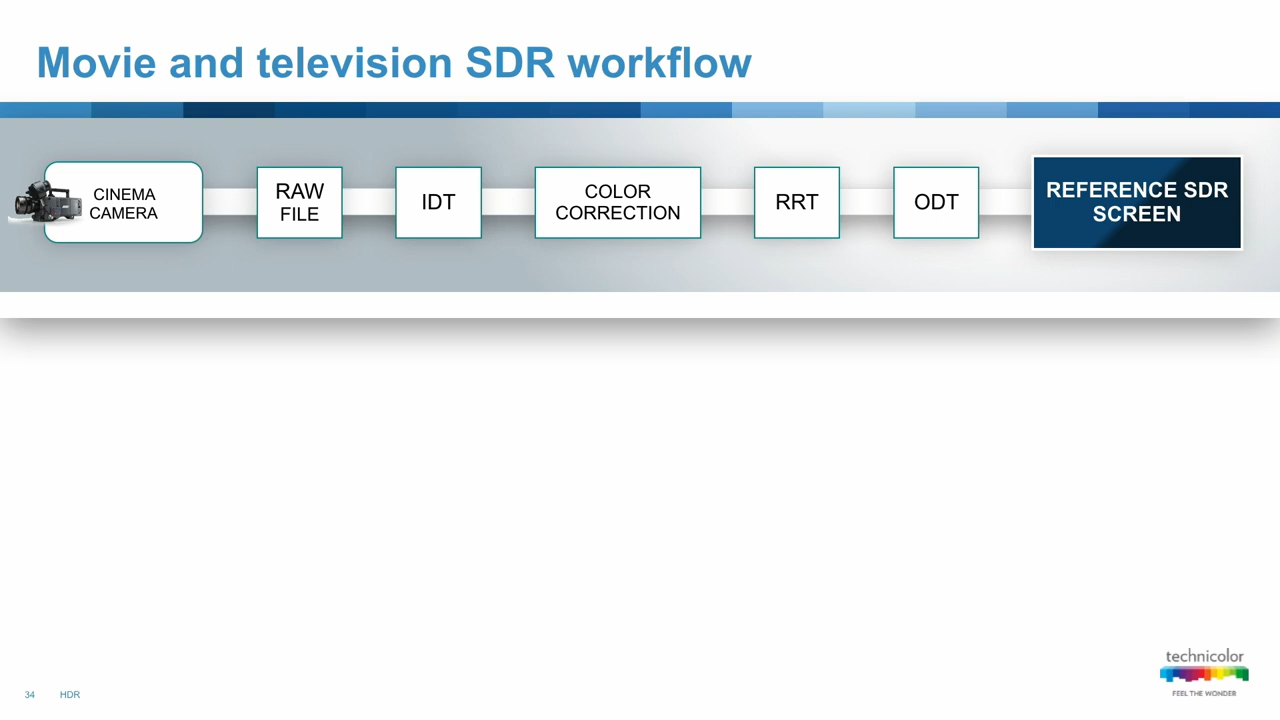 Movie and television SDR workflow
CINEMA
CAMERA
RAW
FILE
IDT
COLOR
CORRECTION
RRT
ODT
REFERENCE SDR
SCREEN
technicolor
FEEL THE WONDER
34 HDR